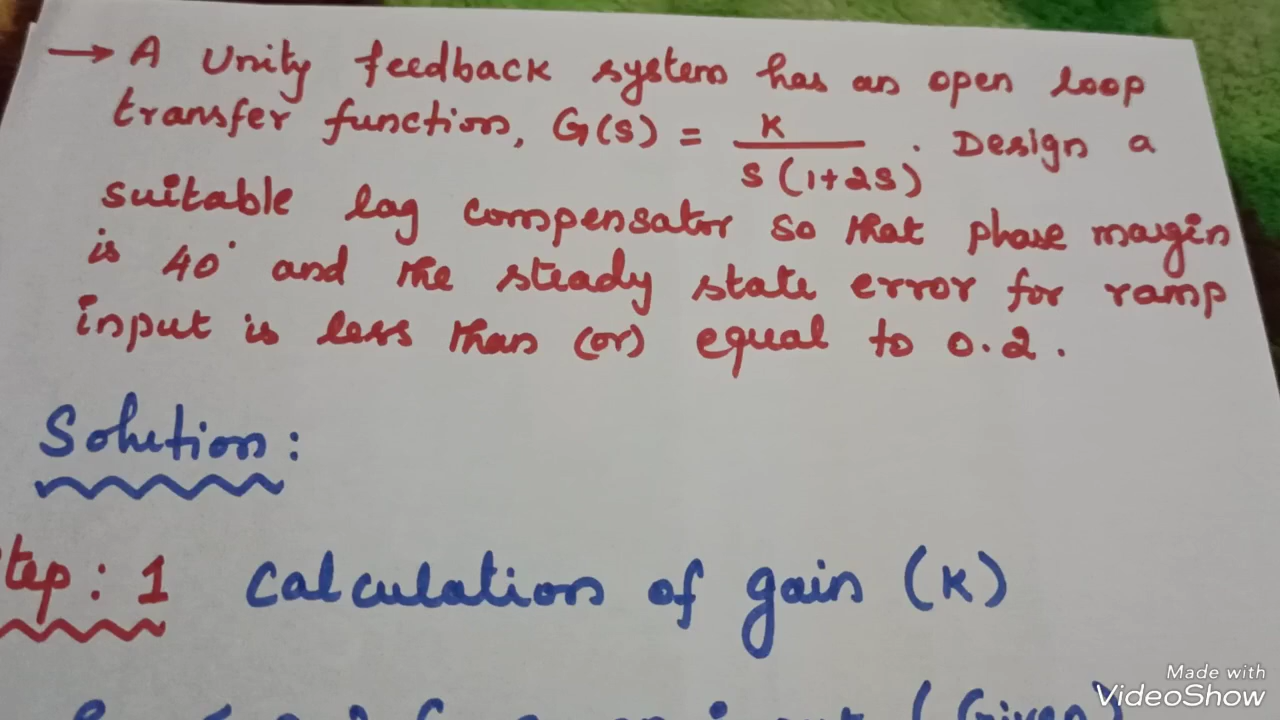 → A Unity feedback system has an open loop
transfer function, G(s) = K / s(1+2s) . Design a
suitable lag compensator so that phase margin
is 40° and the steady state error for ramp
input is less than (or) equal to 0.2.
Solution:
tep: 1 Calculation of gain (K)
(Given)
Made with
VideoShow